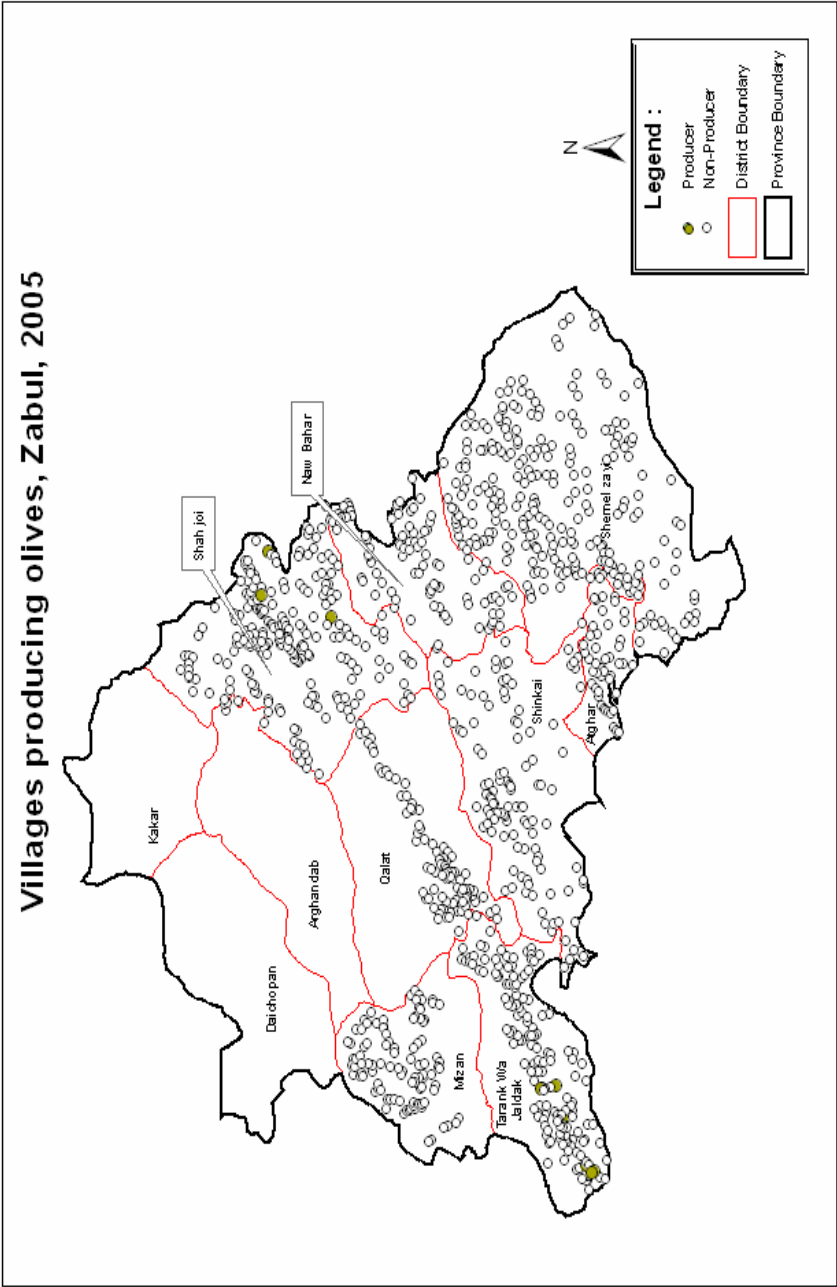 Villages producing olives, Zabul, 2005
Shah joi
Naw Bahar
Kakar
Daichopan
Arghandab
Qalat
Mizan
Tarank Wa
Jaldak
Shinkai
Atghar
Shemel zayi
N
Legend :
Producer
Non-Producer
District Boundary
Province Boundary